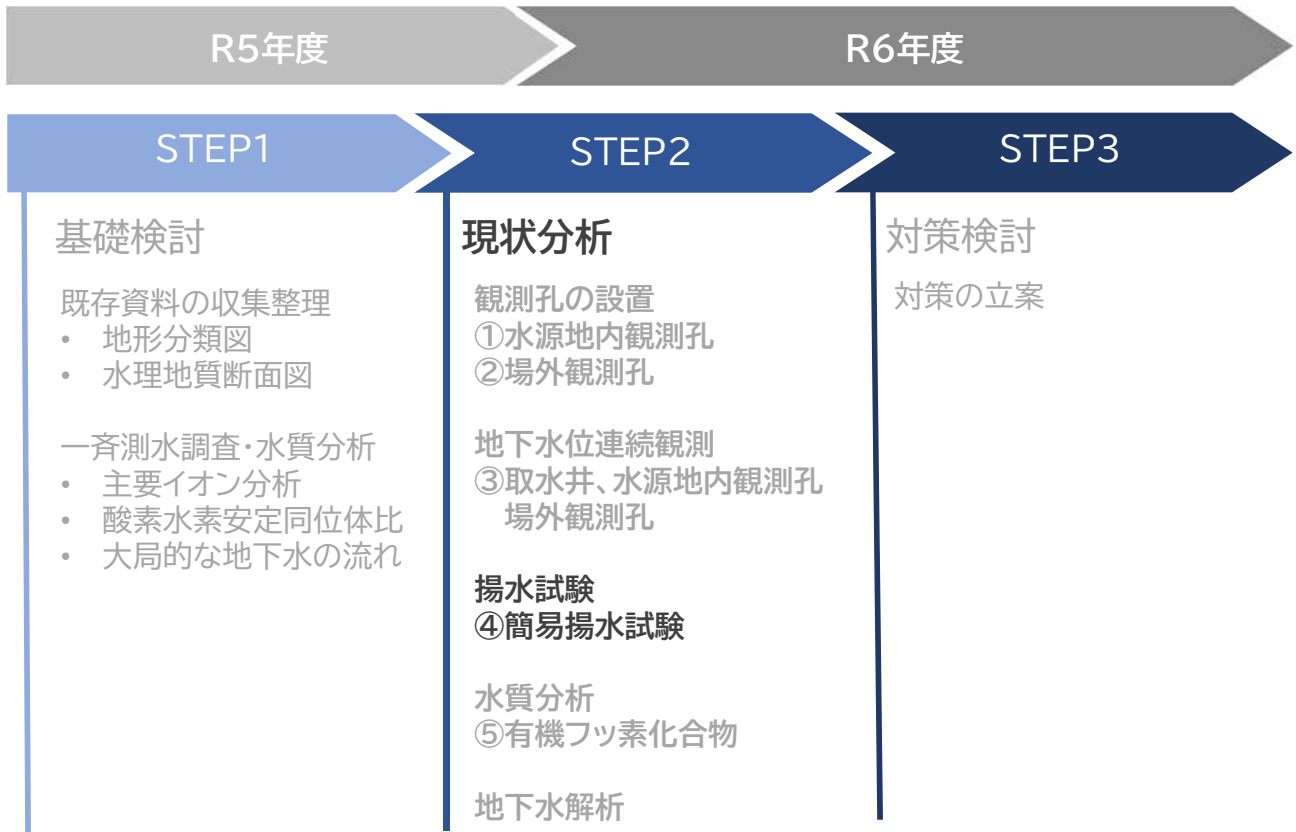 R5年度
R6年度
STEP1
STEP2
STEP3
基礎検討
既存資料の収集整理
• 地形分類図
• 水理地質断面図
一斉測水調査・水質分析
• 主要イオン分析
• 酸素水素安定同位体比
• 大局的な地下水の流れ
現状分析
観測孔の設置
①水源地内観測孔
②場外観測孔
地下水位連続観測
③取水井、水源地内観測孔
場外観測孔
揚水試験
④簡易揚水試験
水質分析
⑤有機フッ素化合物
地下水解析
対策検討
対策の立案